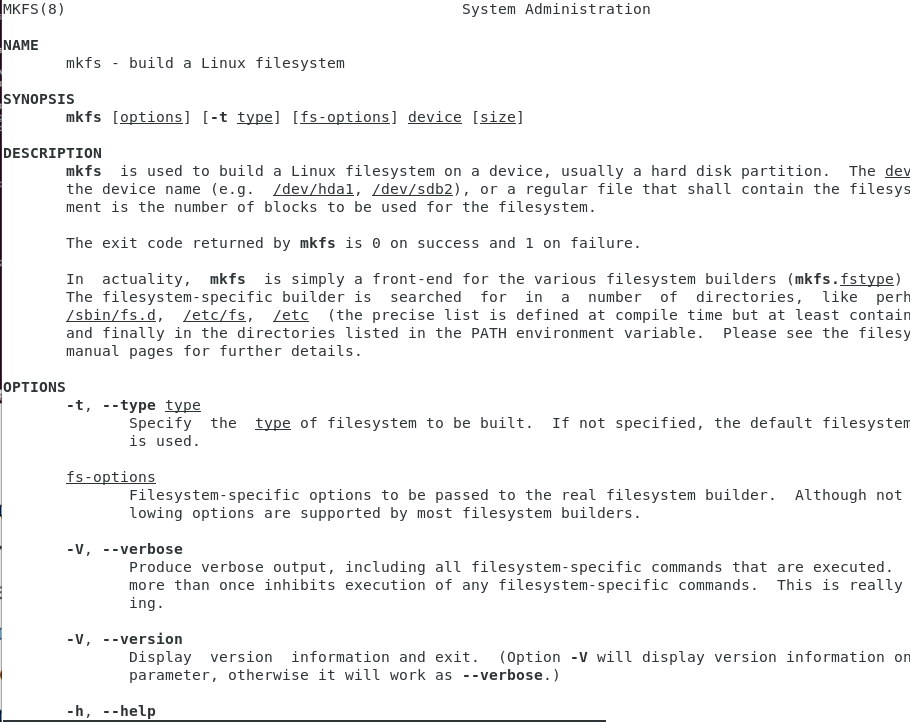 MKFS(8) System Administration
NAME
mkfs - build a Linux filesystem
SYNOPSIS
mkfs [options] [-t type] [fs-options] device [size]
DESCRIPTION
mkfs is used to build a Linux filesystem on a device, usually a hard disk partition. The dev
the device name (e.g. /dev/hda1, /dev/sdb2), or a regular file that shall contain the filesys
ment is the number of blocks to be used for the filesystem.
The exit code returned by mkfs is 0 on success and 1 on failure.
In actuality, mkfs is simply a front-end for the various filesystem builders (mkfs.fstype)
The filesystem-specific builder is searched for in a number of directories, like perh
/sbin/fs.d, /etc/fs, /etc (the precise list is defined at compile time but at least contain
and finally in the directories listed in the PATH environment variable. Please see the filesy
manual pages for further details.
OPTIONS
-t, --type type
Specify the type of filesystem to be built. If not specified, the default filesystem
is used.
fs-options
Filesystem-specific options to be passed to the real filesystem builder. Although not
lowing options are supported by most filesystem builders.
-V, --verbose
Produce verbose output, including all filesystem-specific commands that are executed.
more than once inhibits execution of any filesystem-specific commands. This is really
ing.
-V, --version
Display version information and exit. (Option -V will display version information on
parameter, otherwise it will work as --verbose.)
-h, --help